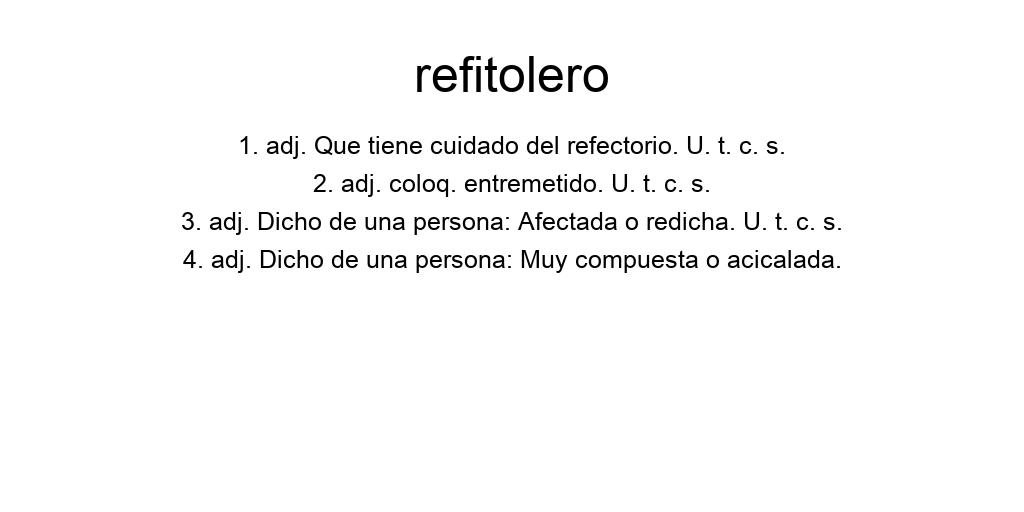 refitolero
1. adj. Que tiene cuidado del refectorio. U. t. c. s.
2. adj. coloq. entremetido. U. t. c. s.
3. adj. Dicho de una persona: Afectada o redicha. U. t. c. s.
4. adj. Dicho de una persona: Muy compuesta o acicalada.